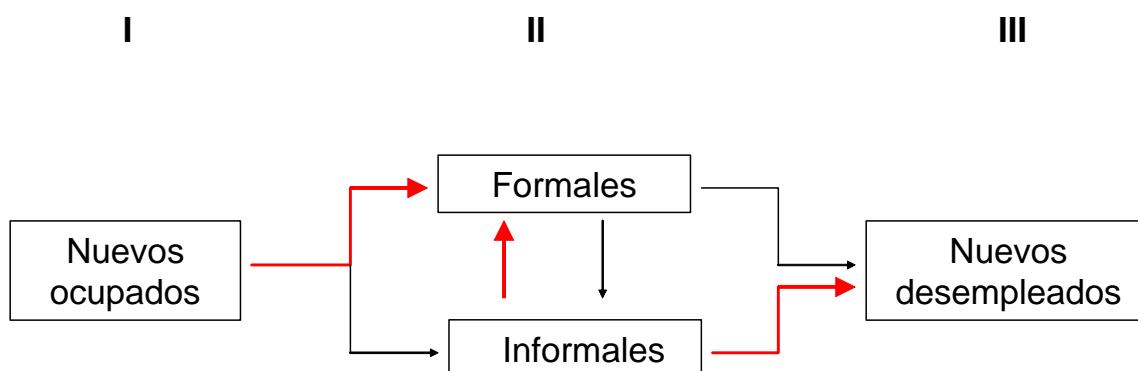 I
II
III
Formales
Nuevos
ocupados
Nuevos
desempleados
Informales